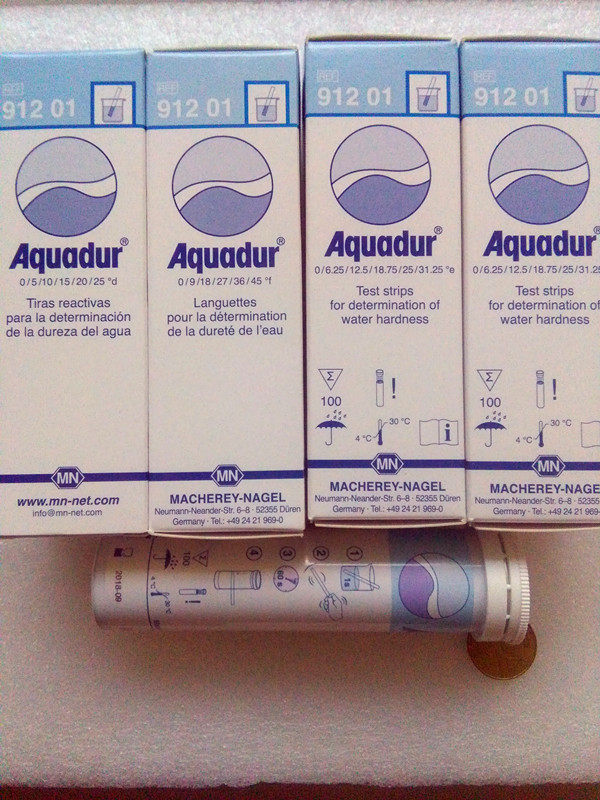 REF
912 01
Aquadur®
0/5/10/15/20/25 °d
Tiras reactivas
para la determinación
de la dureza del agua
MN
www.mn-net.com
info@mn-net.com
REF
912 01
Aquadur®
0/9/18/27/36/45 °f
Languettes
pour la détermination
de la dureté de l'eau
MN
MACHEREY-NAGEL
Neumann-Neander-Str. 6–8 · 52355 Düren
Germany · Tel.: +49 24 21 969-0
REF
912 01
Aquadur®
0/6.25/12.5/18.75/25/31.25 °e
Test strips
for determination of
water hardness
Σ
100
!
4 °C
30 °C
i
MN
MACHEREY-NAGEL
Neumann-Neander-Str. 6–8 · 52355 Düren
Germany · Tel.: +49 24 21 969-0
REF
912 01
Aquadur
0/6.25/12.5/18.75/25/31.25
Test strips
for determination of
water hardness
Σ
100
!
4 °C
30 °C
MN
MACHEREY-NAGEL
Neumann-Neander-Str. 6–8 · 52355 D
Germany · Tel.: +49 24 21 969-0
1
1s
2
3
60 s
4
Σ
100
!
4 °C
30 °C
2018-09